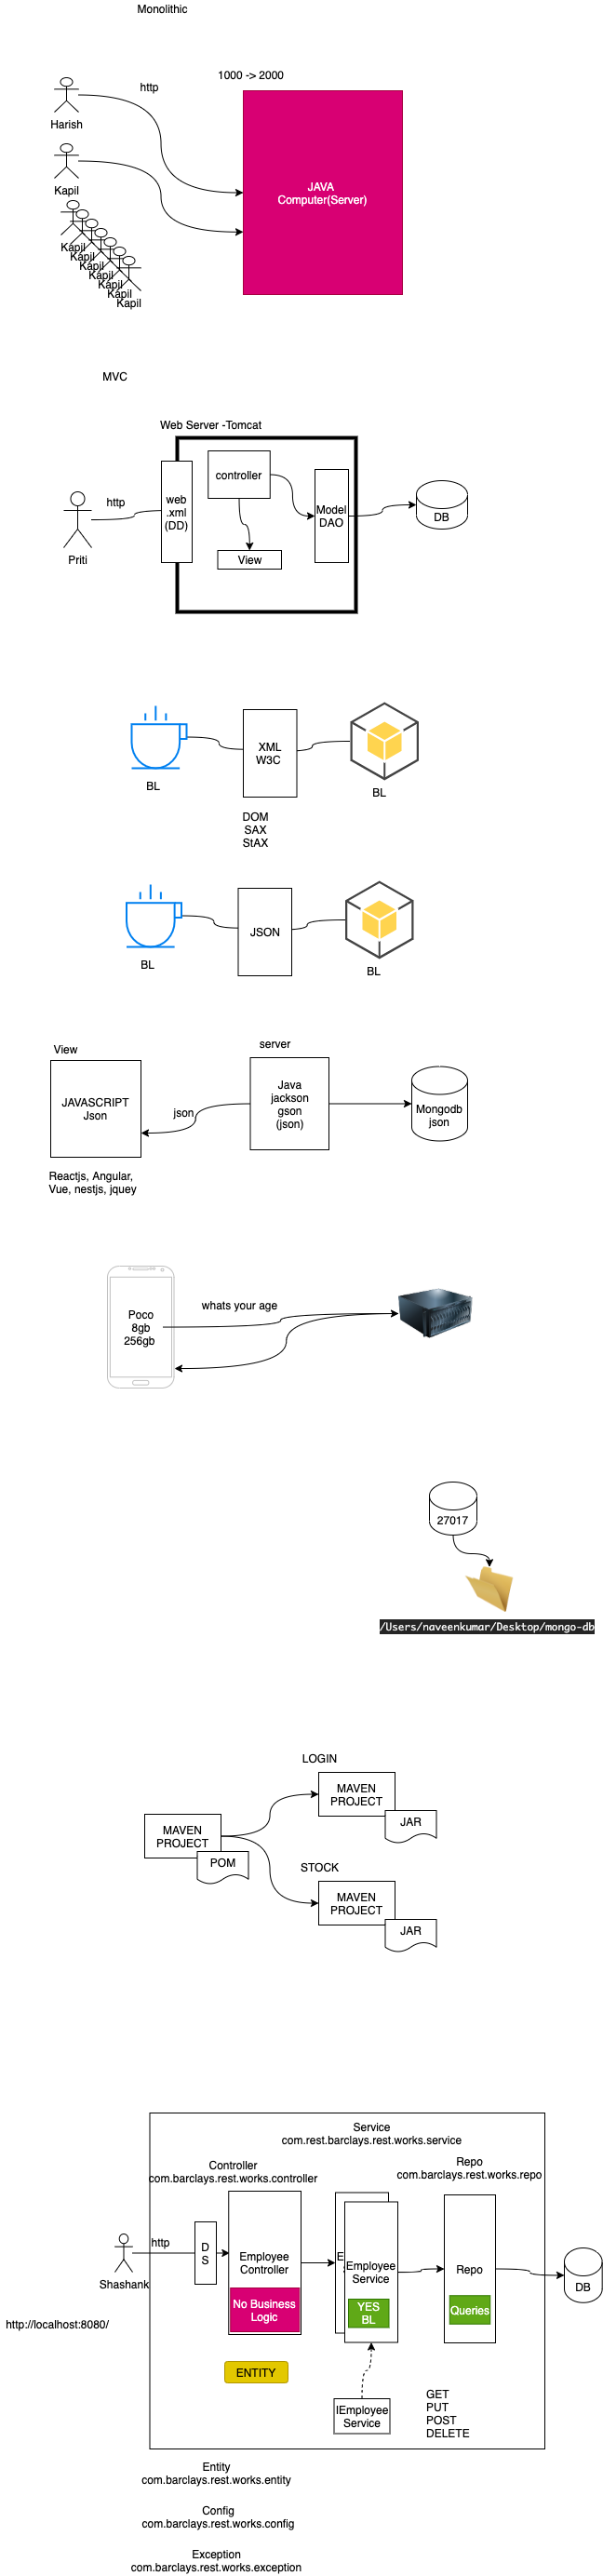 Monolithic
1000 -> 2000
http
Harish
Kapil
JAVA
Computer(Server)
Kapil
Kapil
Kapil
Kapil
Kapil
Kapil
MVC
Web Server -Tomcat
controller
http
web
.xml
(DD)
Model
DAO
DB
View
Priti
XML
W3C
BL
BL
DOM
SAX
StAX
JSON
BL
BL
View
server
JAVASCRIPT
Json
json
Java
jackson
gson
(json)
Mongodb
json
Reactjs, Angular,
Vue, nestjs, jquey
whats your age
Poco
8gb
256gb
27017
/Users/naveenkumar/Desktop/mongo-db
LOGIN
MAVEN
PROJECT
JAR
MAVEN
PROJECT
POM
STOCK
MAVEN
PROJECT
JAR
Service
com.rest.barclays.rest.works.service
Controller
com.barclays.rest.works.controller
Repo
com.barclays.rest.works.repo
http
Shashank
D
S
Employee
Controller
No Business
Logic
E
Employee
Service
YES
BL
Repo
Queries
DB
http://localhost:8080/
ENTITY
IEmployee
Service
GET
PUT
POST
DELETE
Entity
com.barclays.rest.works.entity
Config
com.barclays.rest.works.config
Exception
com.barclays.rest.works.exception